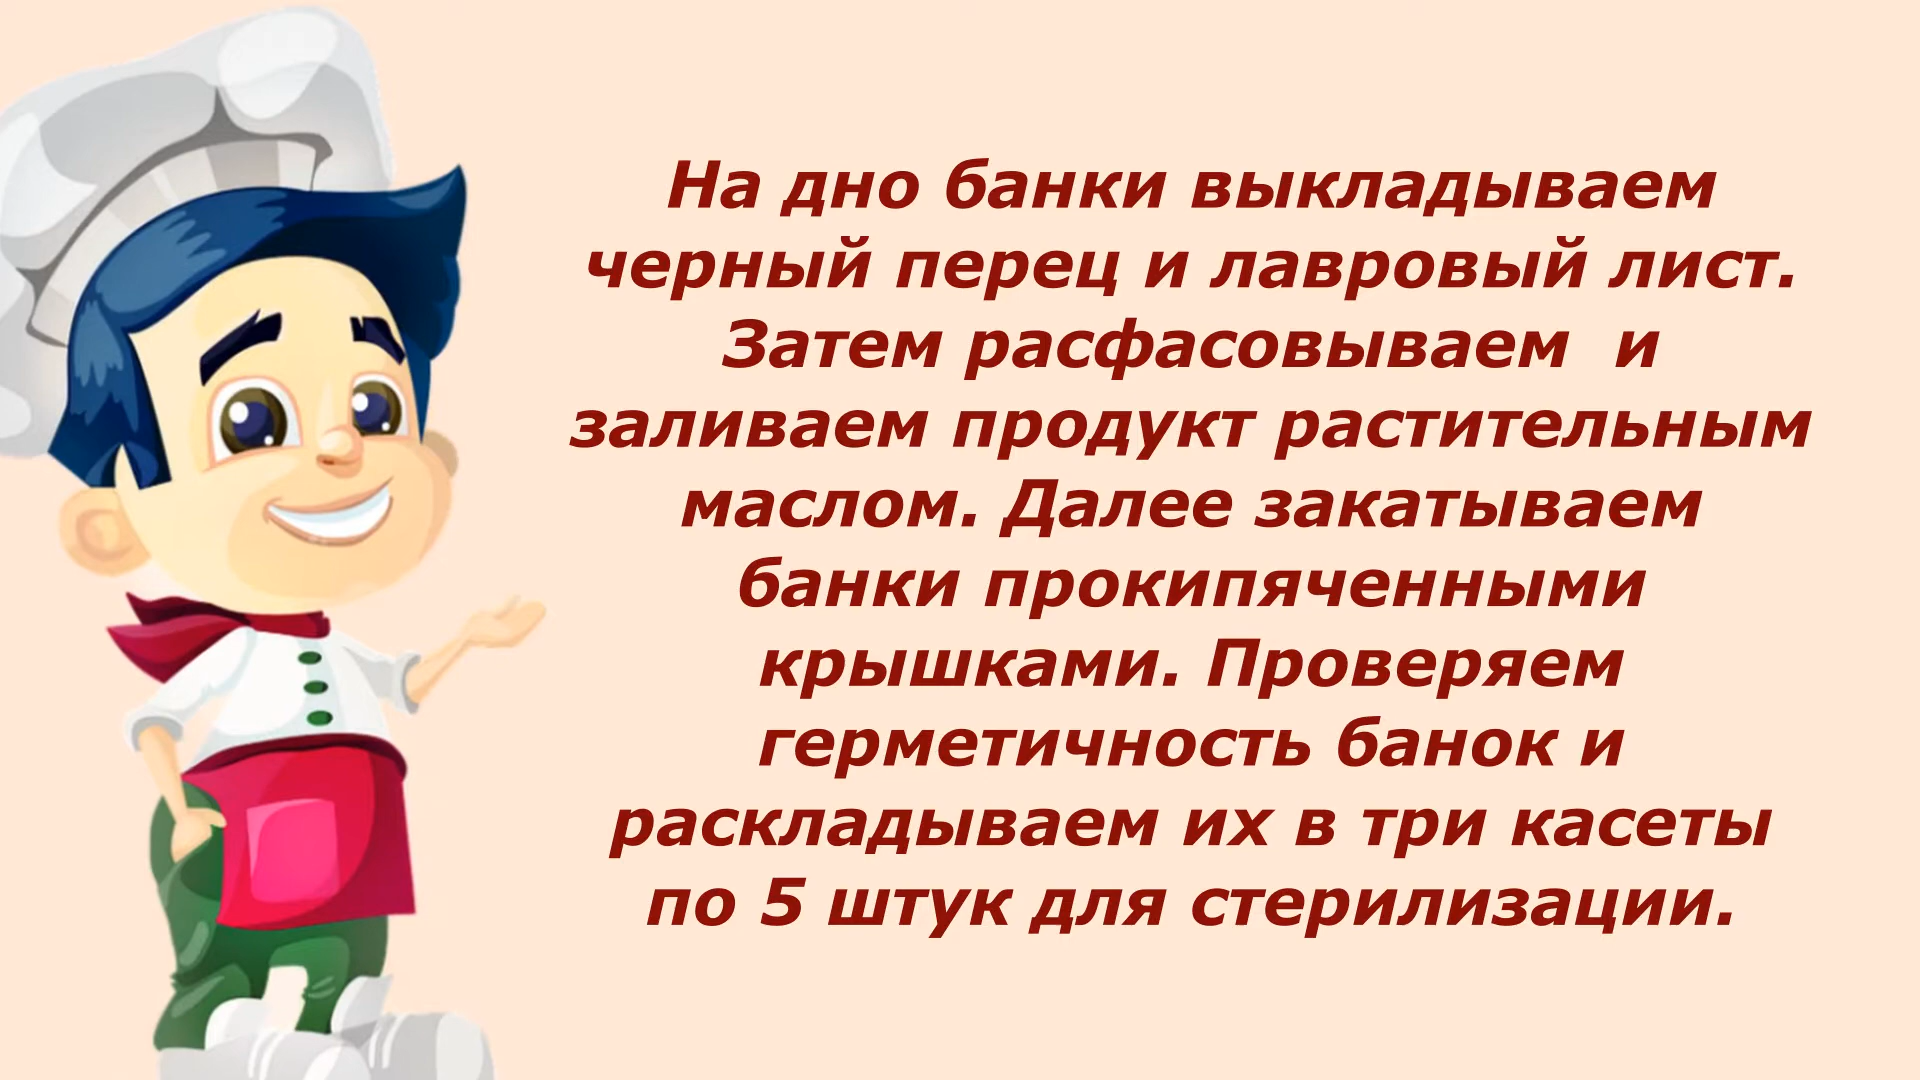 На дно банки выкладываем
черный перец и лавровый лист.
Затем расфасовываем  и
заливаем продукт растительным
маслом. Далее закатываем
банки прокипяченными
крышками. Проверяем
герметичность банок и
раскладываем их в три касеты
по 5 штук для стерилизации.